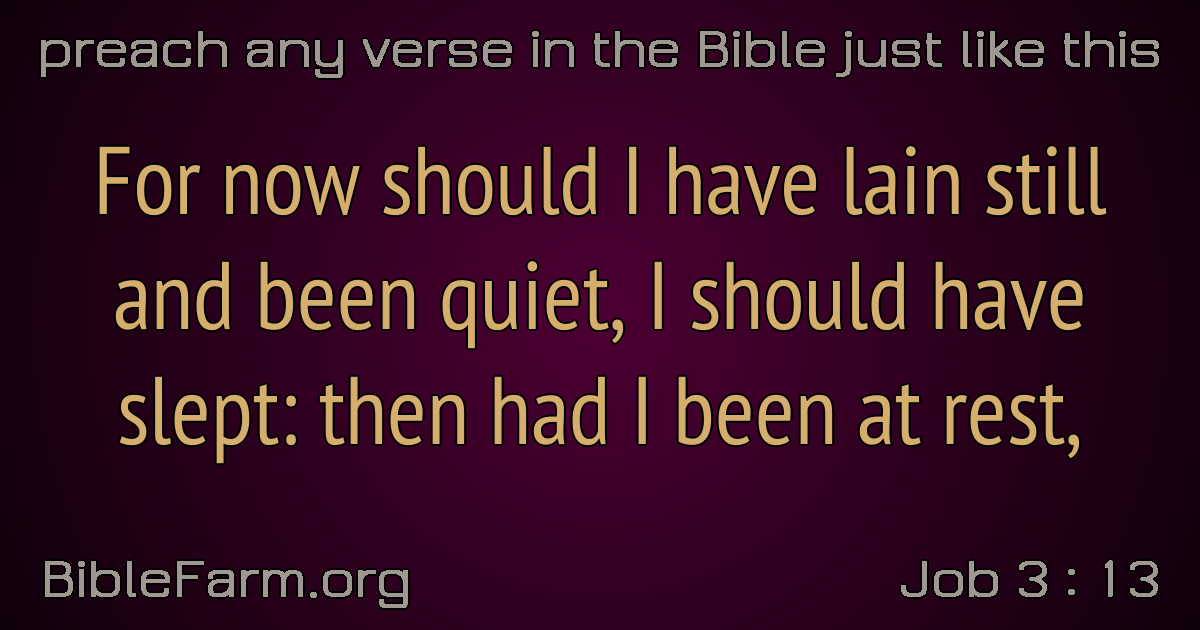 preach any verse in the Bible just like this
For now should I have lain still
and been quiet, I should have
slept: then had I been at rest,
BibleFarm.org
Job 3 : 13